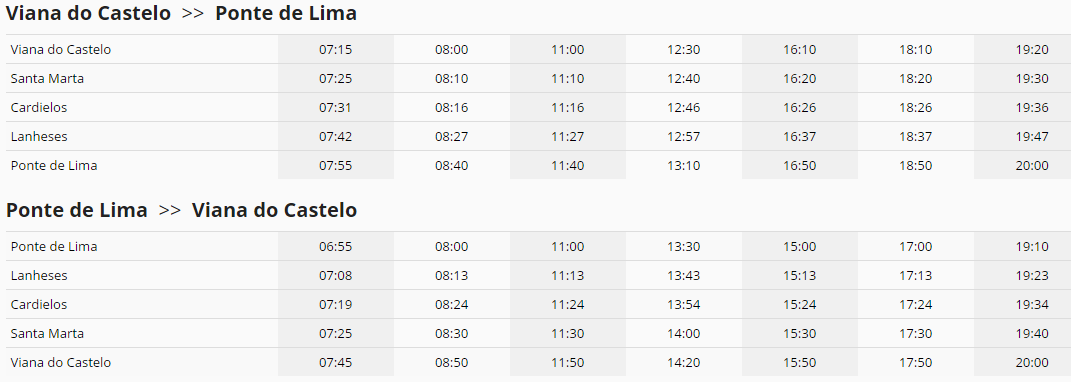 Viana do Castelo >> Ponte de Lima
Viana do Castelo 07:15 08:00 11:00 12:30 16:10 18:10 19:20
Santa Marta 07:25 08:10 11:10 12:40 16:20 18:20 19:30
Cardielos 07:31 08:16 11:16 12:46 16:26 18:26 19:36
Lanheses 07:42 08:27 11:27 12:57 16:37 18:37 19:47
Ponte de Lima 07:55 08:40 11:40 13:10 16:50 18:50 20:00
Ponte de Lima >> Viana do Castelo
Ponte de Lima 06:55 08:00 11:00 13:30 15:00 17:00 19:10
Lanheses 07:08 08:13 11:13 13:43 15:13 17:13 19:23
Cardielos 07:19 08:24 11:24 13:54 15:24 17:24 19:34
Santa Marta 07:25 08:30 11:30 14:00 15:30 17:30 19:40
Viana do Castelo 07:45 08:50 11:50 14:20 15:50 17:50 20:00